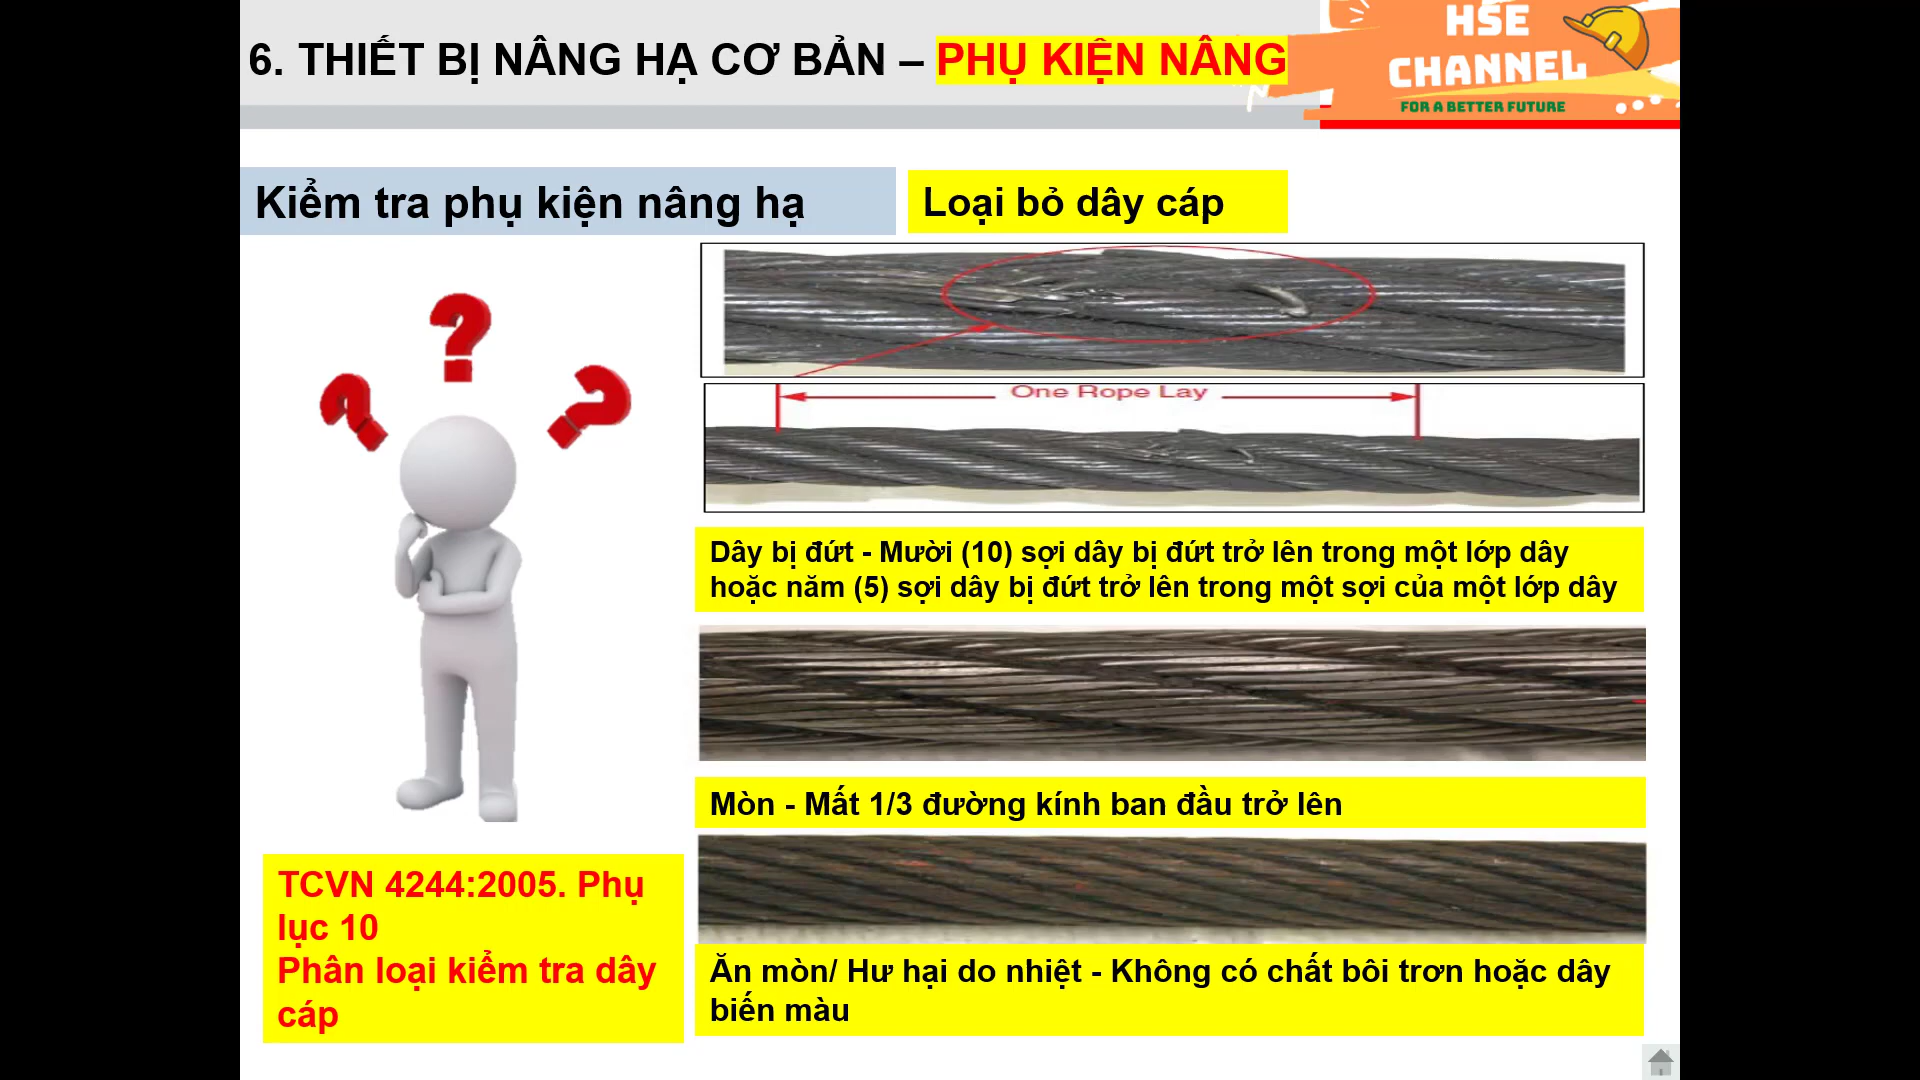 6. THIẾT BỊ NÂNG HẠ CƠ BẢN – PHỤ KIỆN NÂNG
HSE
CHANNEL
FOR A BETTER FUTURE
Kiểm tra phụ kiện nâng hạ
Loại bỏ dây cáp
One Rope Lay
Dây bị đứt - Mười (10) sợi dây bị đứt trở lên trong một lớp dây
hoặc năm (5) sợi dây bị đứt trở lên trong một sợi của một lớp dây
Mòn - Mất 1/3 đường kính ban đầu trở lên
TCVN 4244:2005. Phụ
lục 10
Phân loại kiểm tra dây
cáp
Ăn mòn/ Hư hại do nhiệt - Không có chất bôi trơn hoặc dây
biến màu